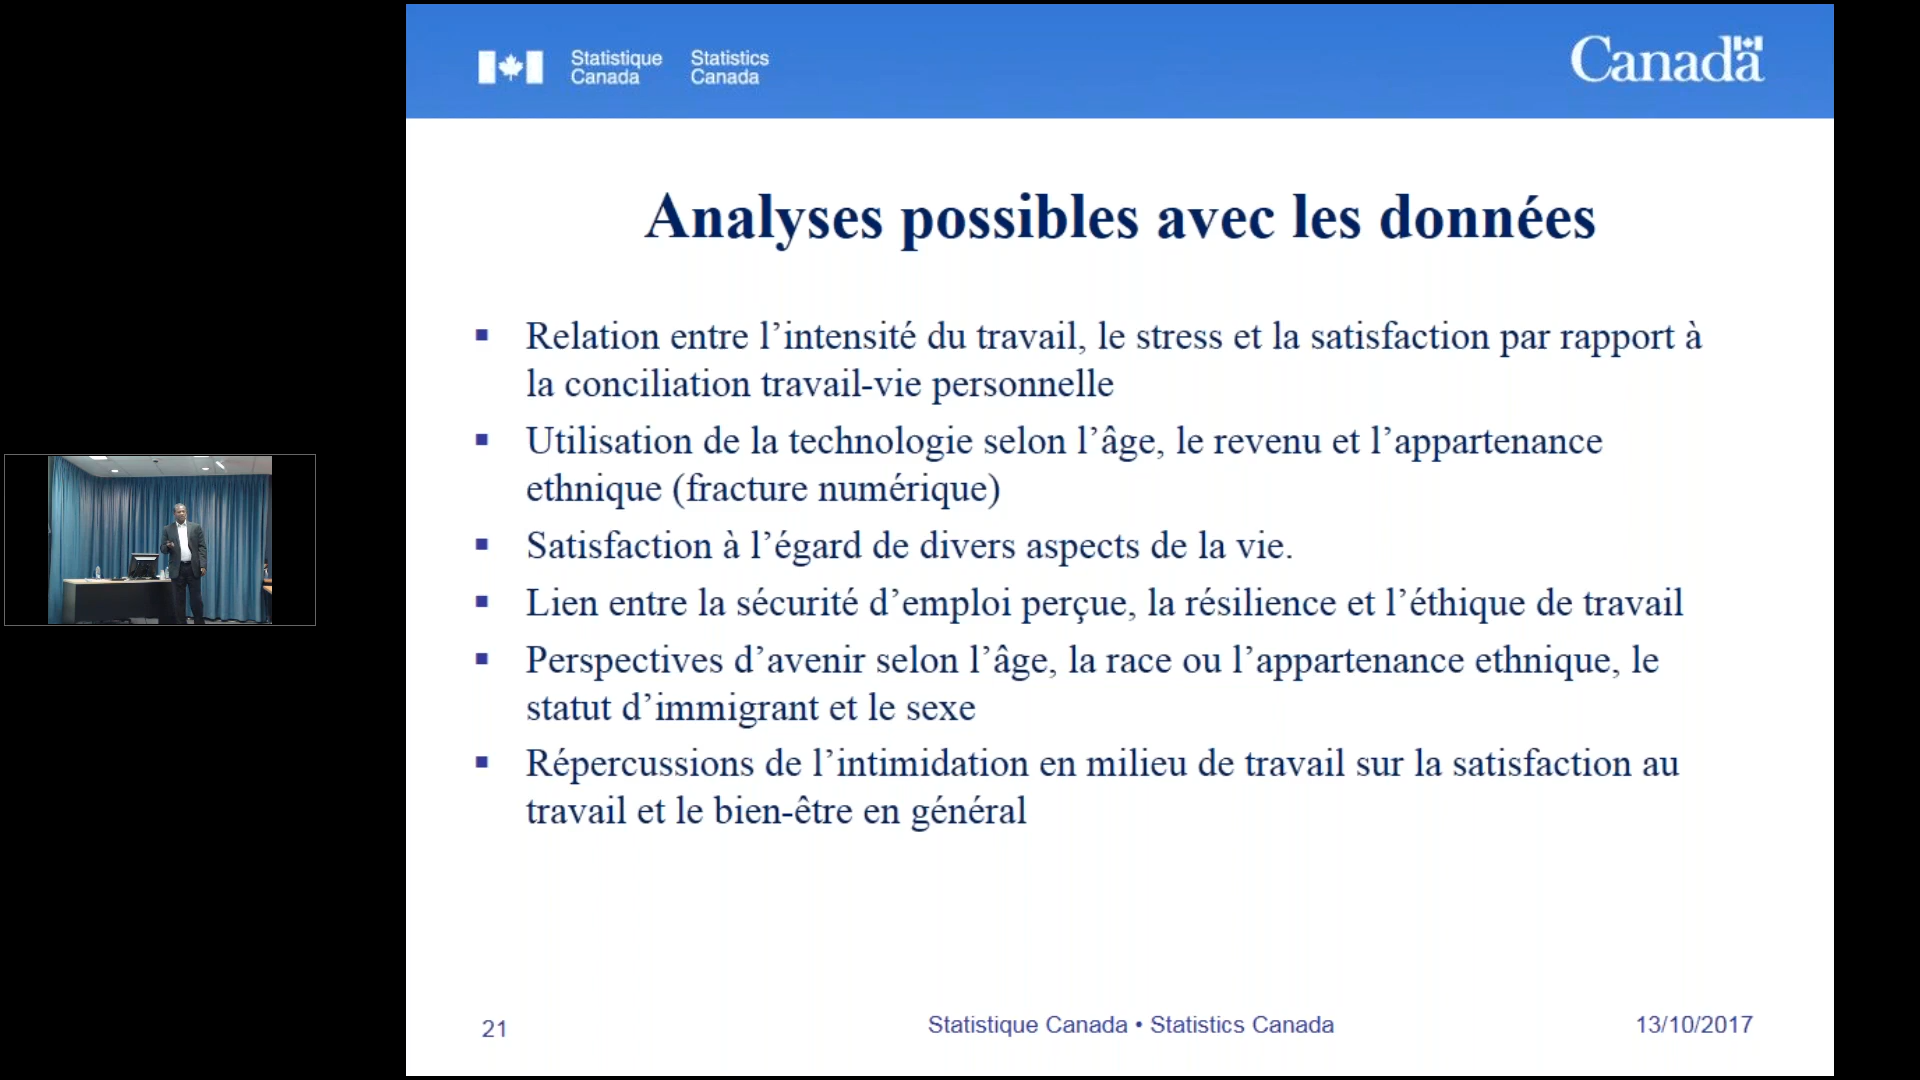 Statistique Canada
Statistics Canada
Canada
Analyses possibles avec les données
Relation entre l’intensité du travail, le stress et la satisfaction par rapport à
la conciliation travail-vie personnelle
Utilisation de la technologie selon l’âge, le revenu et l’appartenance
ethnique (fracture numérique)
Satisfaction à l’égard de divers aspects de la vie.
Lien entre la sécurité d’emploi perçue, la résilience et l’éthique de travail
Perspectives d’avenir selon l’âge, la race ou l’appartenance ethnique, le
statut d’immigrant et le sexe
Répercussions de l’intimidation en milieu de travail sur la satisfaction au
travail et le bien-être en général
21
Statistique Canada • Statistics Canada
13/10/2017